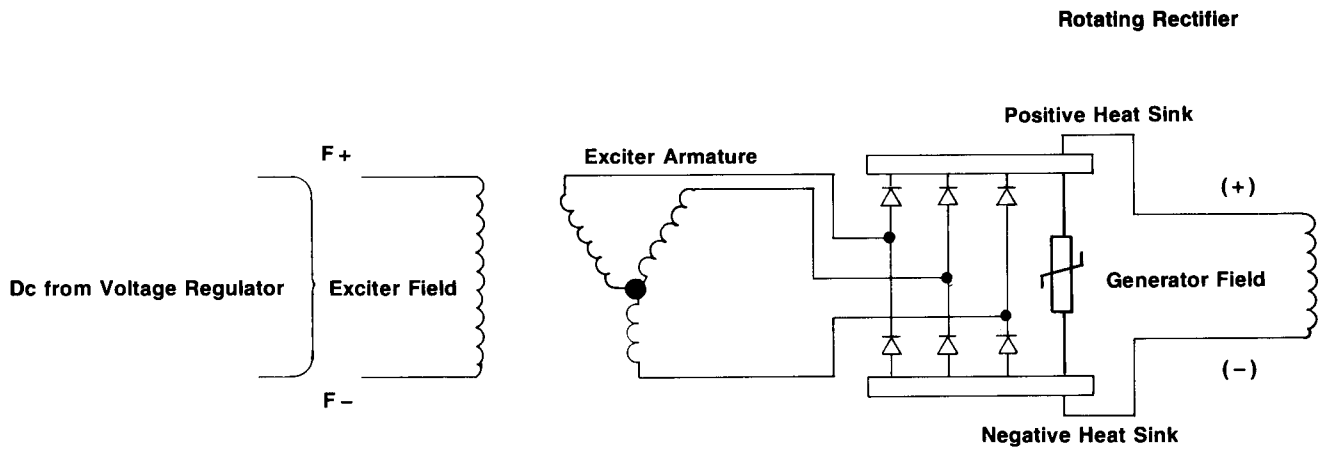 Rotating Rectifier
Positive Heat Sink
F+
Exciter Armature
(+)
Dc from Voltage Regulator
Exciter Field
Generator Field
F−
(−)
Negative Heat Sink